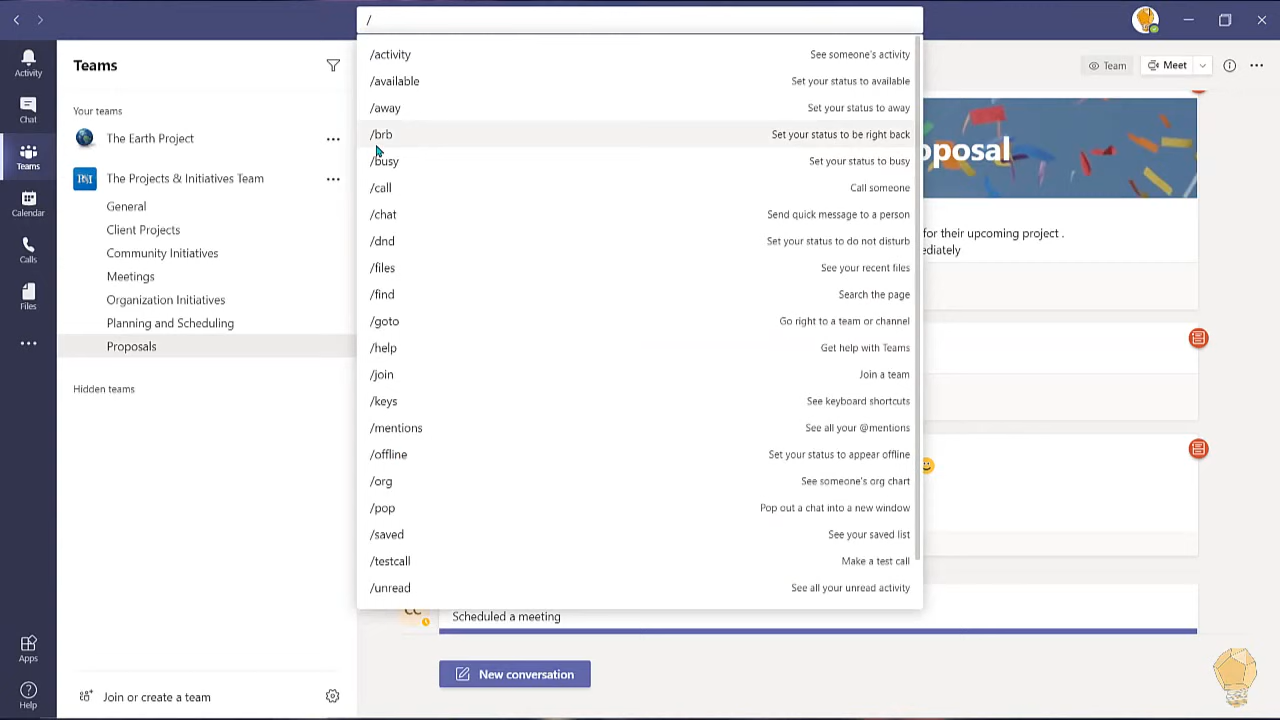 /
Activity
Chat
Teams
Calendar
Calls
Files
Apps
Help
Teams
Your teams
The Earth Project
P&I The Projects & Initiatives Team
General
Client Projects
Community Initiatives
Meetings
Organization Initiatives
Planning and Scheduling
Proposals
Hidden teams
Join or create a team
/activity See someone's activity
/available Set your status to available
/away Set your status to away
/brb Set your status to be right back
/busy Set your status to busy
/call Call someone
/chat Send quick message to a person
/dnd Set your status to do not disturb
/files See your recent files
/find Search the page
/goto Go right to a team or channel
/help Get help with Teams
/join Join a team
/keys See keyboard shortcuts
/mentions See all your @mentions
/offline Set your status to appear offline
/org See someone's org chart
/pop Pop out a chat into a new window
/saved See your saved list
/testcall Make a test call
/unread See all your unread activity
Team Meet
oposal
for their upcoming project .
ediately
CC
Scheduled a meeting
New conversation